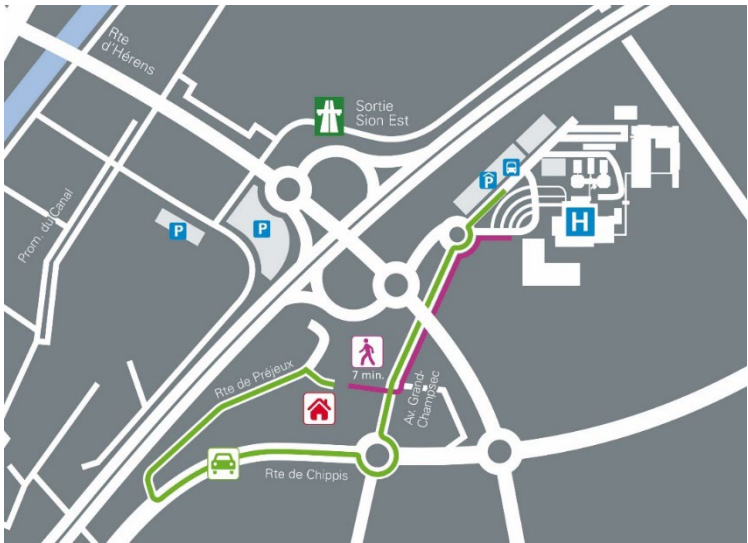 Rte
d'Hérens
Sortie
Sion Est
P
H
Prom. du Canal
P
P
7 min.
Rte de Préjeux
Av. Grand-
Champsec
Rte de Chippis